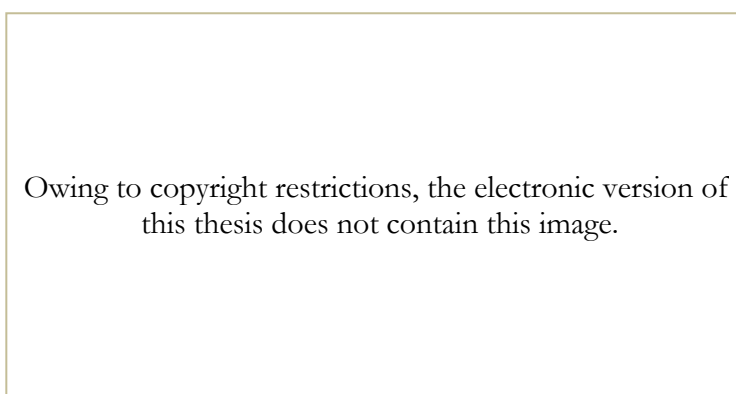 Owing to copyright restrictions, the electronic version of
this thesis does not contain this image.